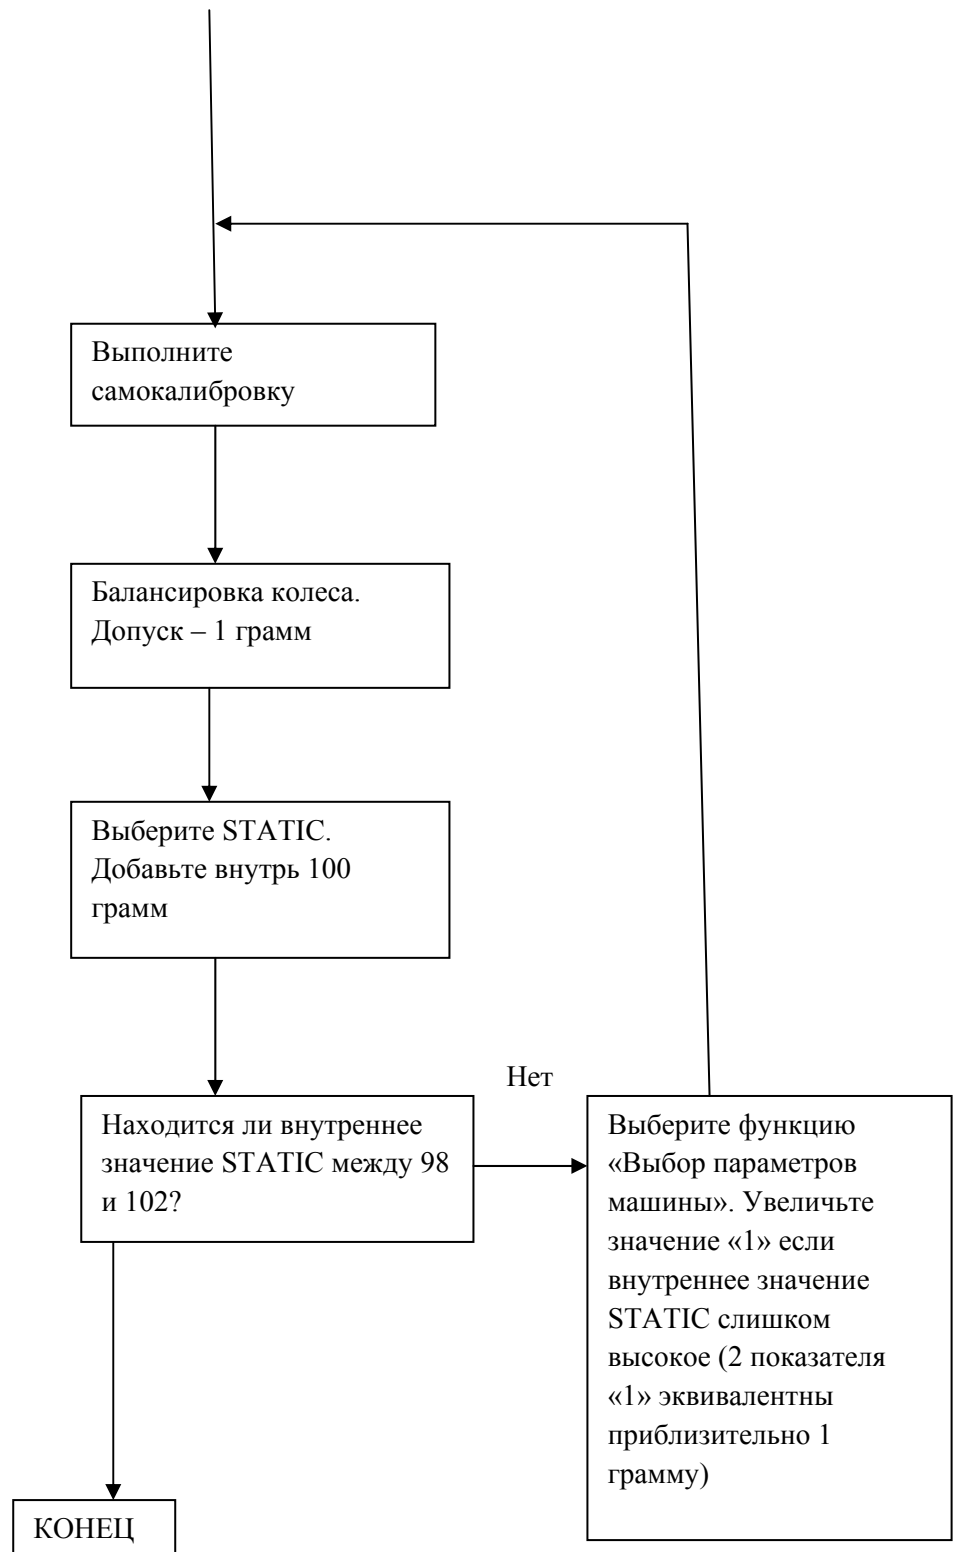 Выполните
самокалибровку
Балансировка колеса.
Допуск – 1 грамм
Выберите STATIC.
Добавьте внутрь 100
грамм
Нет
Находится ли внутреннее
значение STATIC между 98
и 102?
Выберите функцию
«Выбор параметров
машины». Увеличьте
значение «1» если
внутреннее значение
STATIC слишком
высокое (2 показателя
«1» эквивалентны
приблизительно 1
грамму)
КОНЕЦ